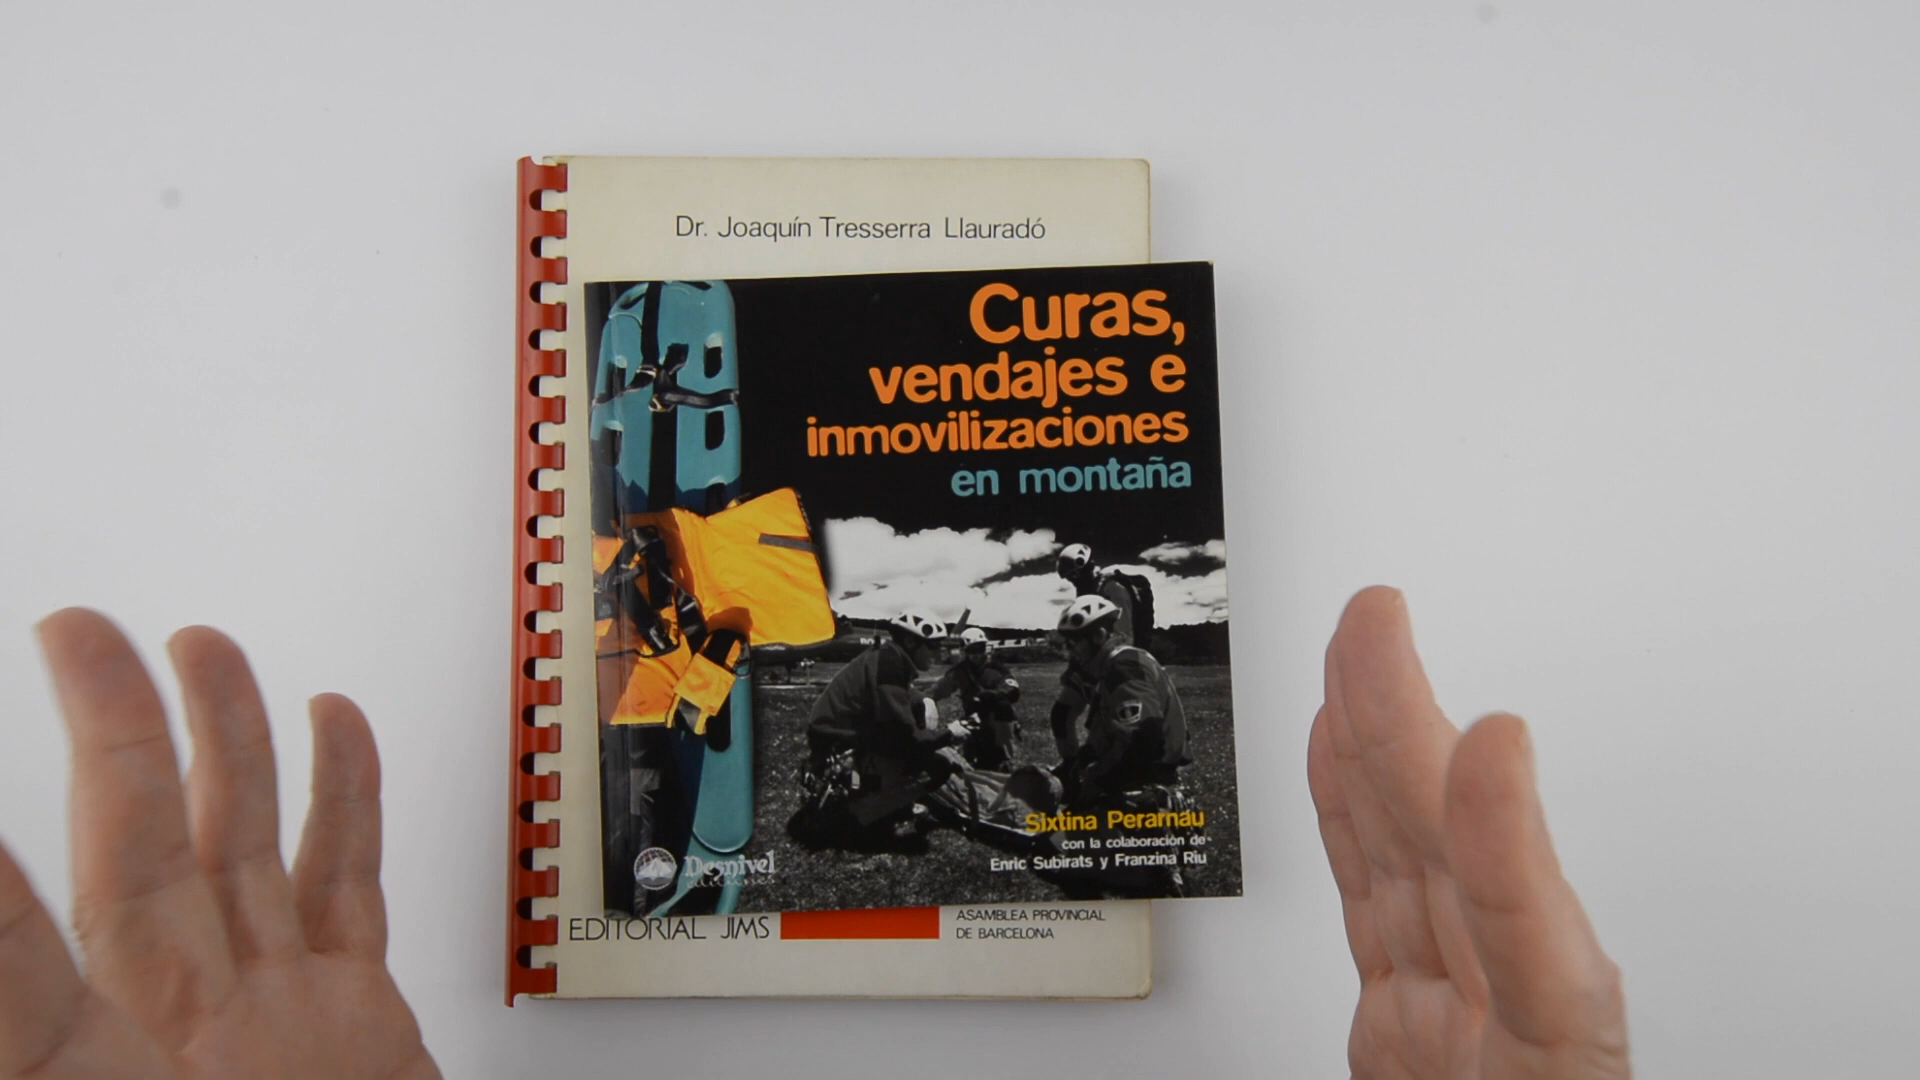 Dr. Joaquín Tresserra Llauradó
Curas,
vendajes e
inmovilizaciones
en montaña
Sixtina Perarnau
con la colaboración de
Enric Subirats y Franzina Riu
Desnivel
ediciones
EDITORIAL JIMS
ASAMBLEA PROVINCIAL
DE BARCELONA